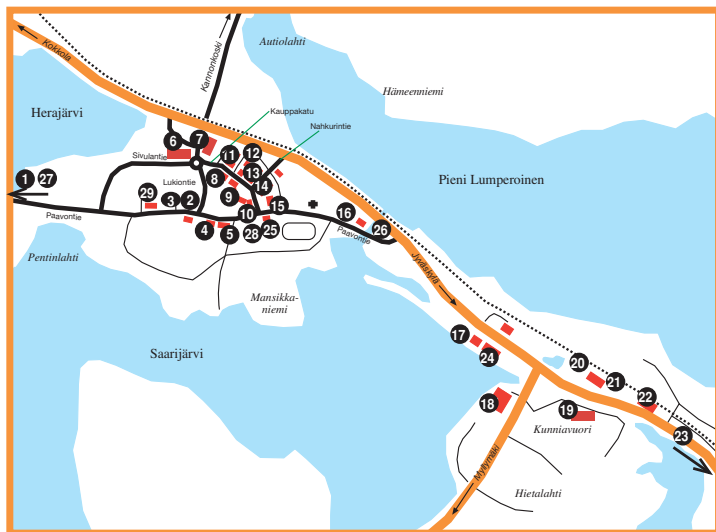 Kokkola
Kannonkoski
Autiolahti
Hämeenniemi
Herajärvi
Kauppakatu
Nahkurintie
6
7
11
12
Sivulantie
13
1
27
8
14
Lukiontie
29
3
2
9
10
15
16
Pieni Lumperoinen
Paavontie
4
5
28
25
Paavontie
26
Pentinlahti
Jyväskylä
Mansikka-
niemi
Saarijärvi
17
24
20
21
22
18
19
Kunniavuori
23
Myllymäki
Hietalahti